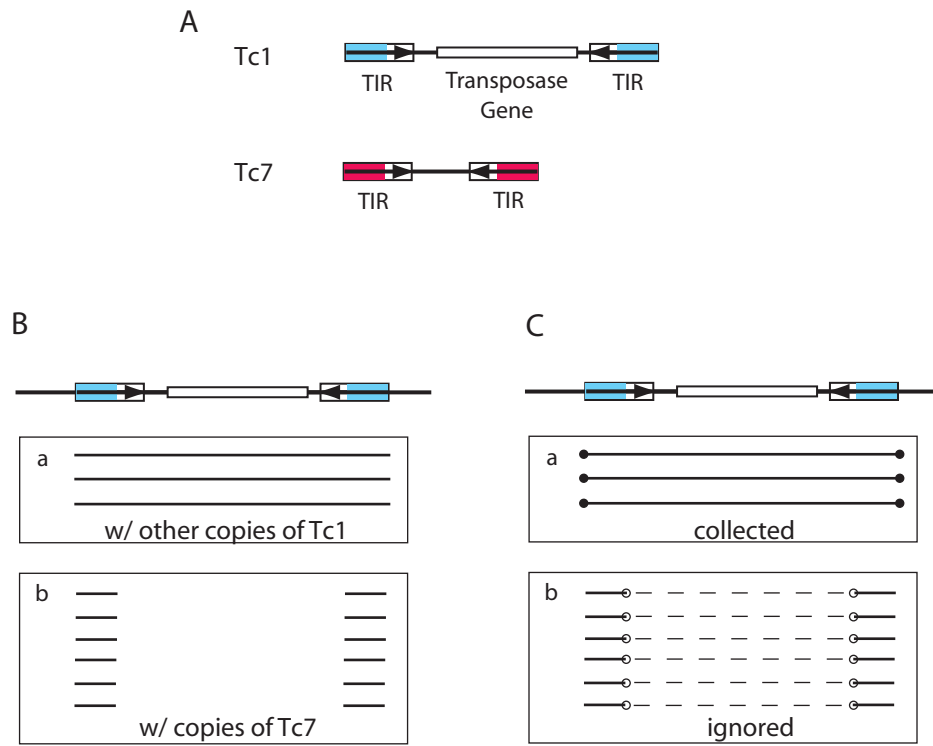 A
Tc1
TIR
Transposase
Gene
TIR
Tc7
TIR
TIR
B
a
w/ other copies of Tc1
b
w/ copies of Tc7
C
a
collected
b
ignored